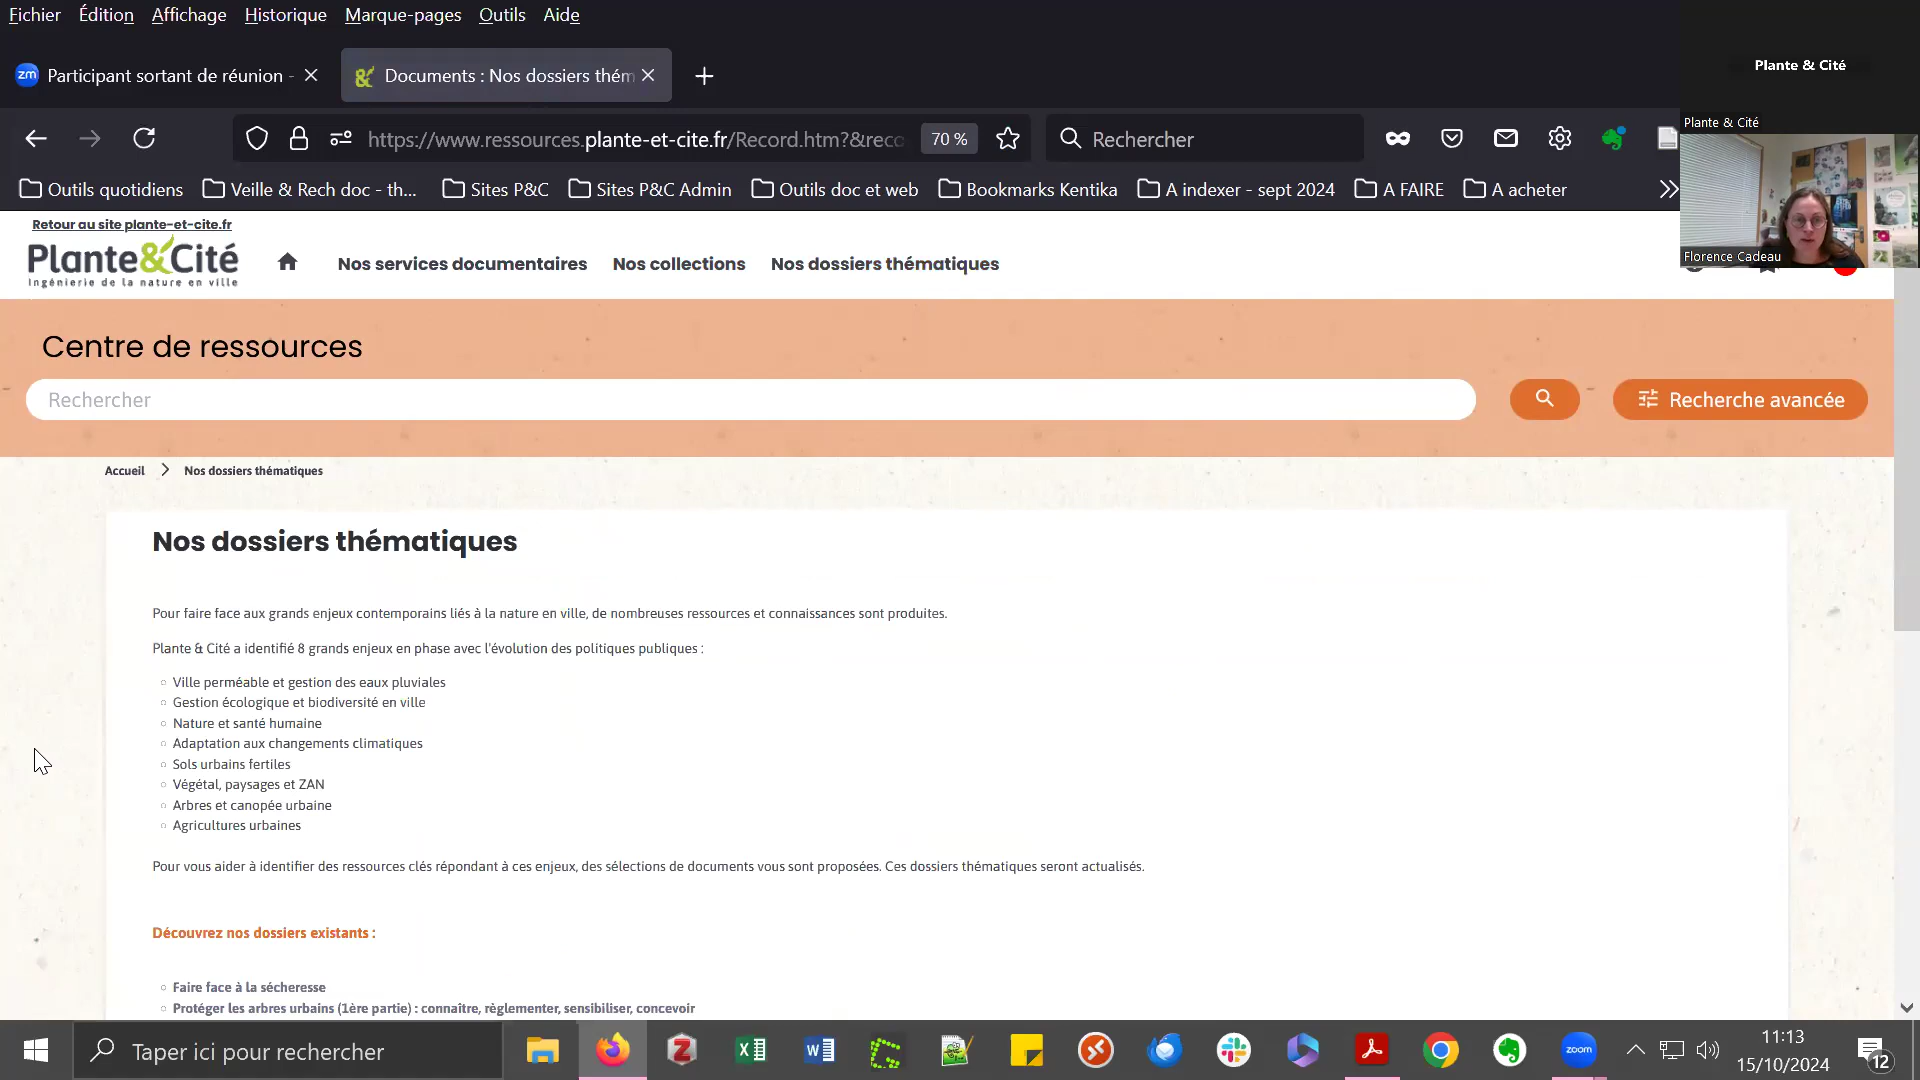 Fichier Édition Affichage Historique Marque-pages Outils Aide
Participant sortant de réunion - Documents : Nos dossiers thém
Plante & Cité
https://www.ressources.plante-et-cite.fr/Record.htm?&reco 70 % Rechercher
Plante & Cité
Outils quotidiens Veille & Rech doc - th... Sites P&C Sites P&C Admin Outils doc et web Bookmarks Kentika A indexer - sept 2024 A FAIRE A acheter
Florence Cadeau
Retour au site plante-et-cite.fr
Plante&Cité
Ingénierie de la nature en ville
Nos services documentaires Nos collections Nos dossiers thématiques
Centre de ressources
Rechercher Recherche avancée
Accueil Nos dossiers thématiques
Nos dossiers thématiques
Pour faire face aux grands enjeux contemporains liés à la nature en ville, de nombreuses ressources et connaissances sont produites.
Plante & Cité a identifié 8 grands enjeux en phase avec l'évolution des politiques publiques :
Ville perméable et gestion des eaux pluviales
Gestion écologique et biodiversité en ville
Nature et santé humaine
Adaptation aux changements climatiques
Sols urbains fertiles
Végétal, paysages et ZAN
Arbres et canopée urbaine
Agricultures urbaines
Pour vous aider à identifier des ressources clés répondant à ces enjeux, des sélections de documents vous sont proposées. Ces dossiers thématiques seront actualisés.
Découvrez nos dossiers existants :
Faire face à la sécheresse
Protéger les arbres urbains (1ère partie) : connaître, règlementer, sensibiliser, concevoir
Taper ici pour rechercher
zoom
11:13
15/10/2024
12